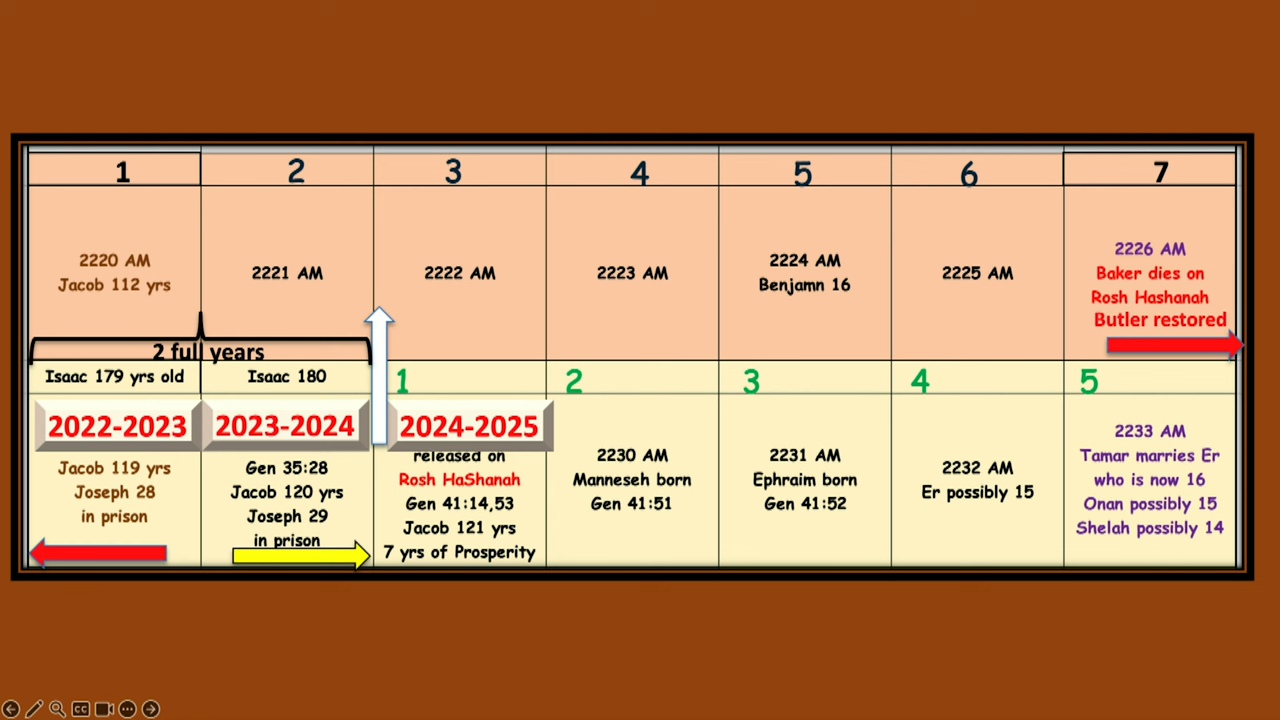 1
2
3
4
5
6
7
2220 AM
Jacob 112 yrs
2221 AM
2222 AM
2223 AM
2224 AM
Benjamn 16
2225 AM
2226 AM
Baker dies on
Rosh Hashanah
Butler restored
2 full years
Isaac 179 yrs old
Isaac 180
1
2
3
4
5
2022-2023
Jacob 119 yrs
Joseph 28
in prison
2023-2024
Gen 35:28
Jacob 120 yrs
Joseph 29
in prison
2024-2025
released on
Rosh HaShanah
Gen 41:14,53
Jacob 121 yrs
7 yrs of Prosperity
2230 AM
Manneseh born
Gen 41:51
2231 AM
Ephraim born
Gen 41:52
2232 AM
Er possibly 15
2233 AM
Tamar marries Er
who is now 16
Onan possibly 15
Shelah possibly 14
CC